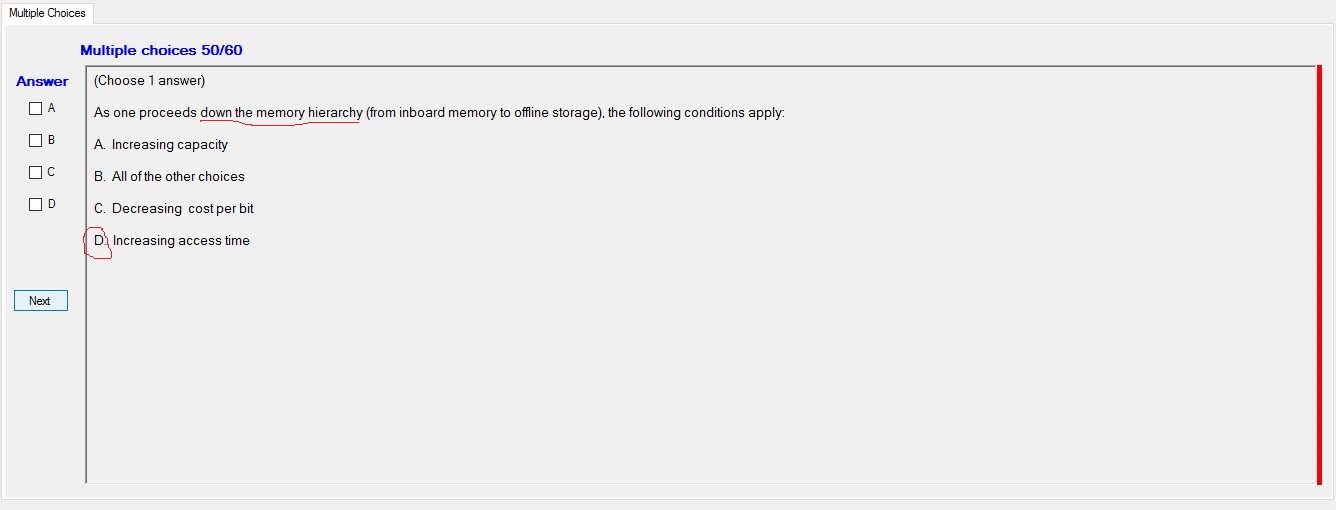 Multiple Choices
Multiple choices 50/60
Answer
A
B
C
D
Next
(Choose 1 answer)
As one proceeds down the memory hierarchy (from inboard memory to offline storage), the following conditions apply:
A. Increasing capacity
B. All of the other choices
C. Decreasing cost per bit
D. Increasing access time